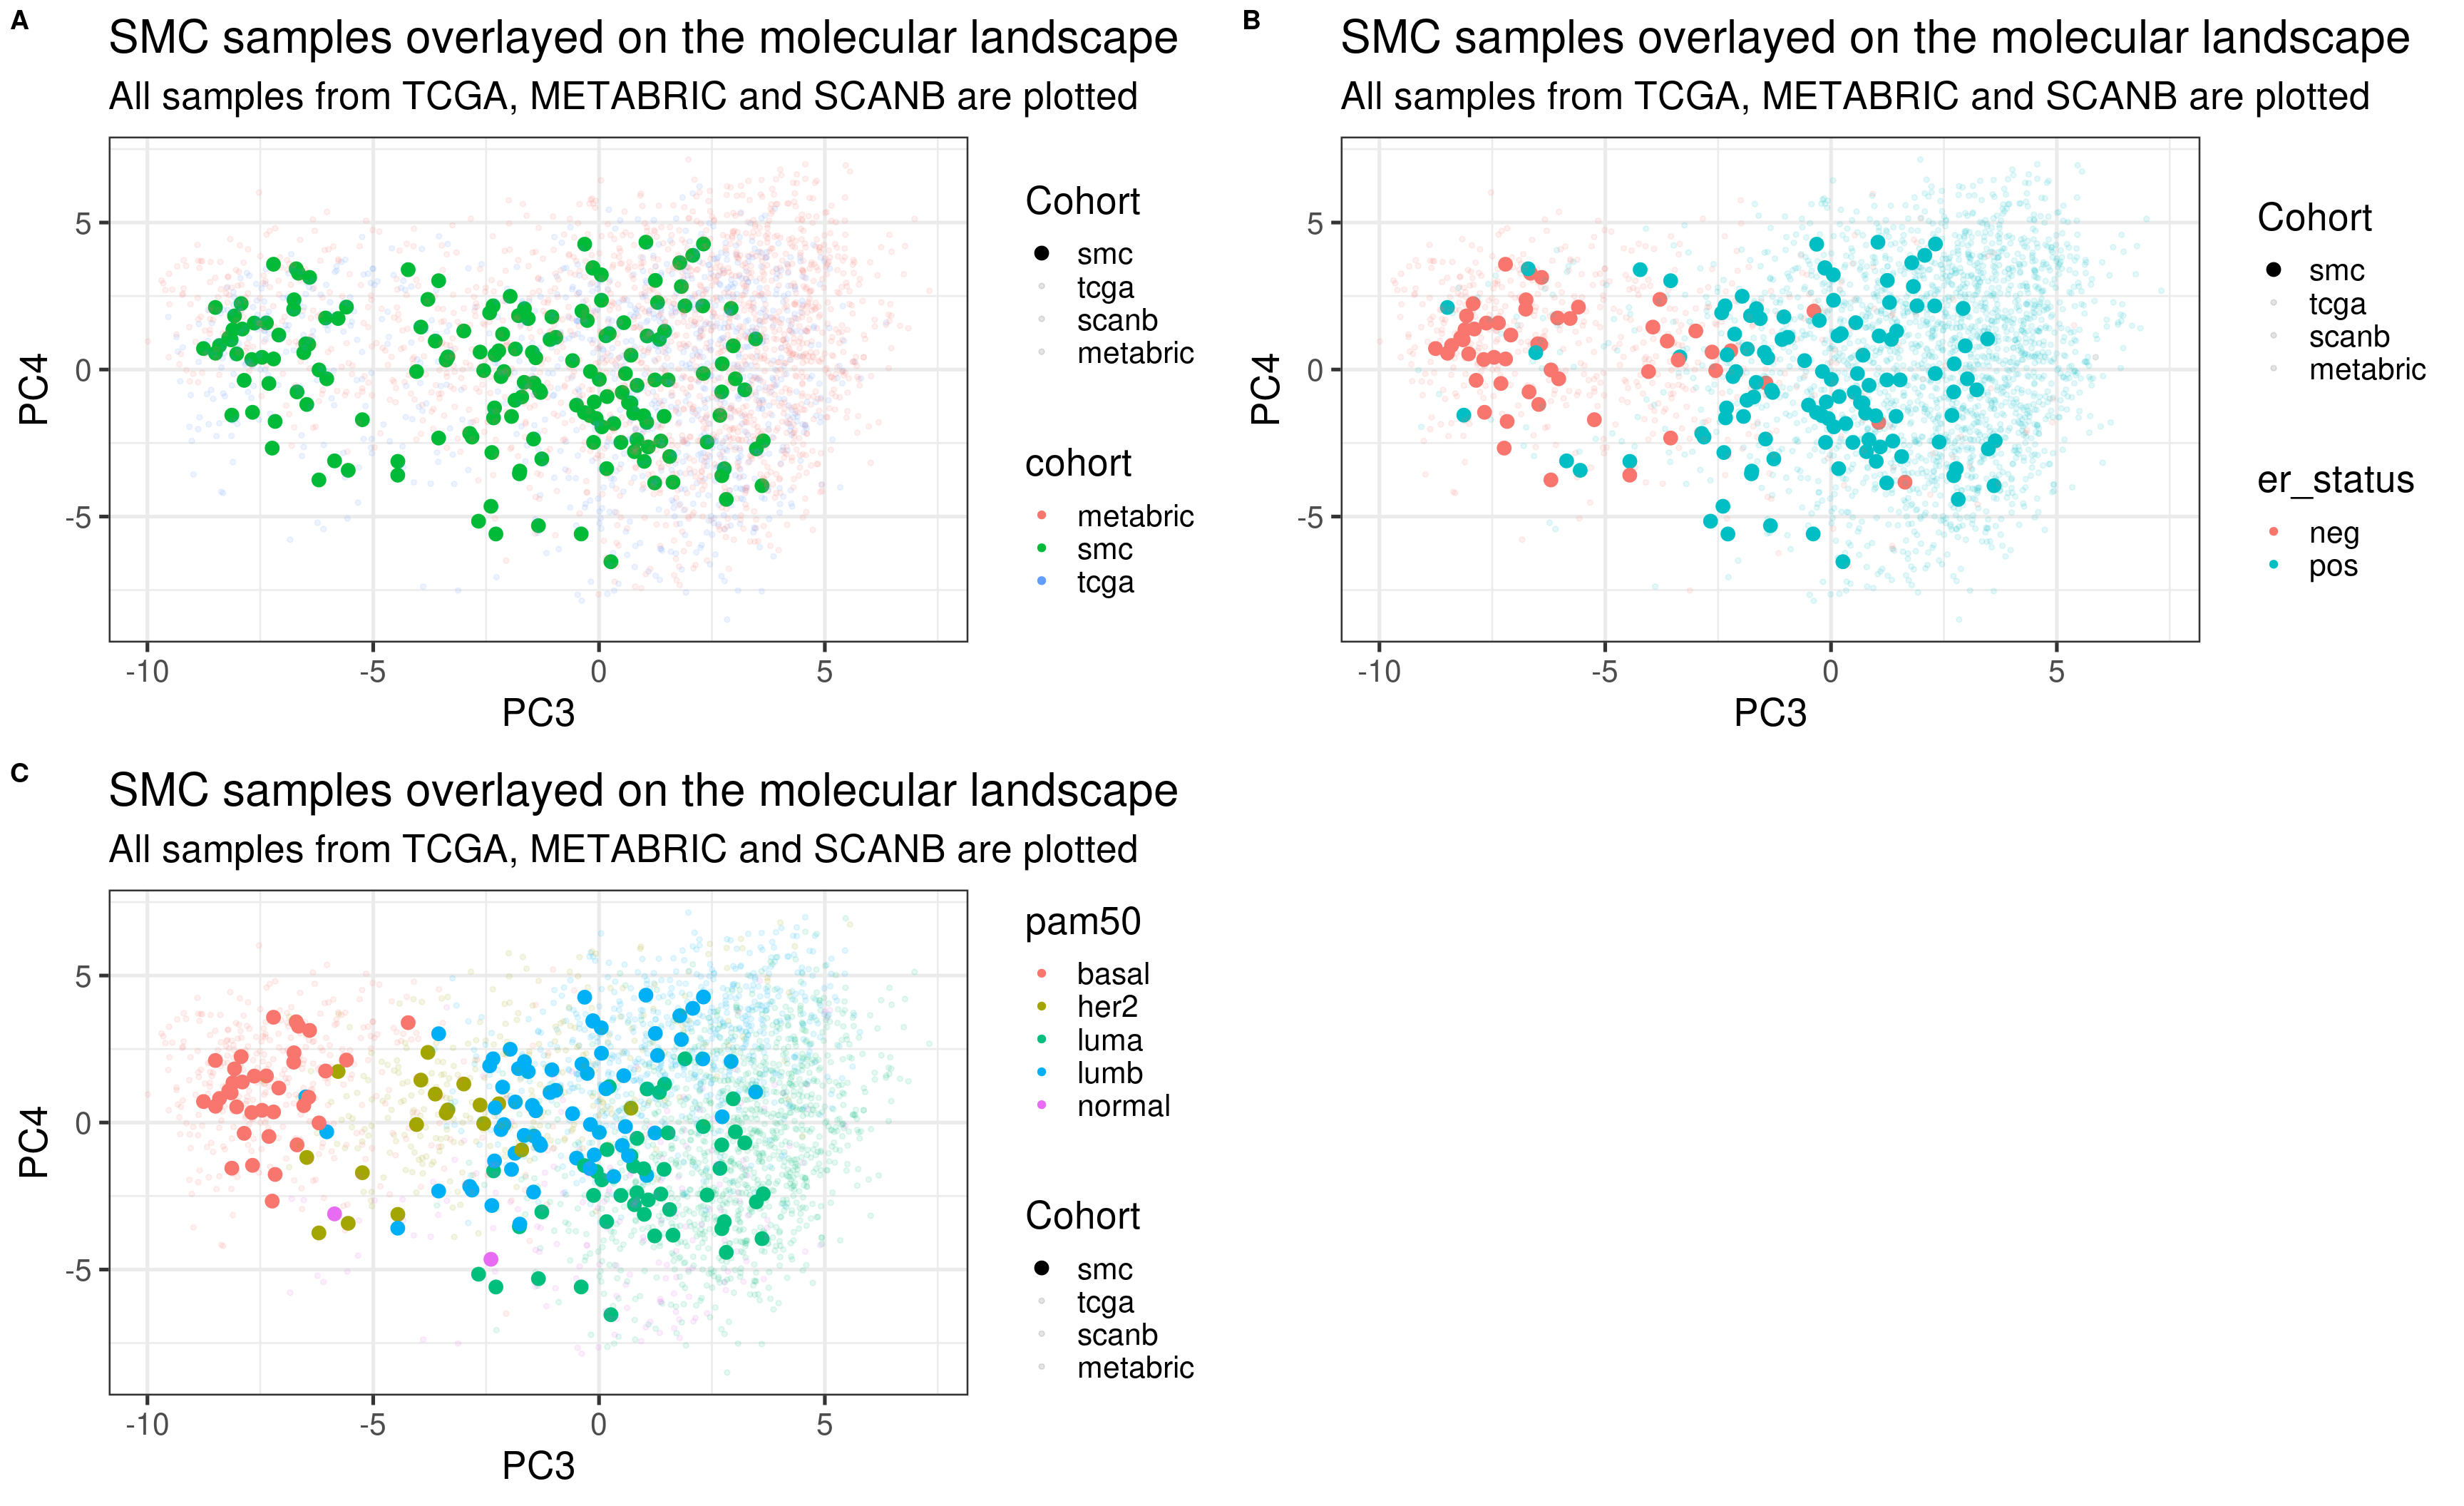 A
SMC samples overlayed on the molecular landscape
All samples from TCGA, METABRIC and SCANB are plotted
5
0
-5
PC4
-10 -5 0 5
PC3
Cohort
smc
tcga
scanb
metabric
cohort
metabric
smc
tcga
B
SMC samples overlayed on the molecular landscape
All samples from TCGA, METABRIC and SCANB are plotted
5
0
-5
PC4
-10 -5 0 5
PC3
Cohort
smc
tcga
scanb
metabric
er_status
neg
pos
C
SMC samples overlayed on the molecular landscape
All samples from TCGA, METABRIC and SCANB are plotted
5
0
-5
PC4
-10 -5 0 5
PC3
pam50
basal
her2
luma
lumb
normal
Cohort
smc
tcga
scanb
metabric